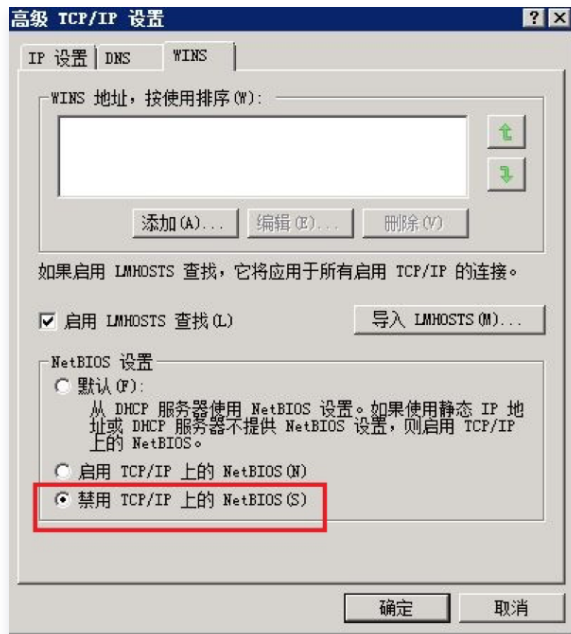 高级 TCP/IP 设置
IP 设置 DNS WINS
WINS 地址，按使用排序(W):
添加(A)... 编辑(E)... 删除(V)
如果启用 LMHOSTS 查找，它将应用于所有启用 TCP/IP 的连接。
启用 LMHOSTS 查找(L) 导入 LMHOSTS(M)...
NetBIOS 设置
默认(F):
从 DHCP 服务器使用 NetBIOS 设置。如果使用静态 IP 地
址或 DHCP 服务器不提供 NetBIOS 设置，则启用 TCP/IP
上的 NetBIOS。
启用 TCP/IP 上的 NetBIOS(N)
禁用 TCP/IP 上的 NetBIOS(S)
确定 取消